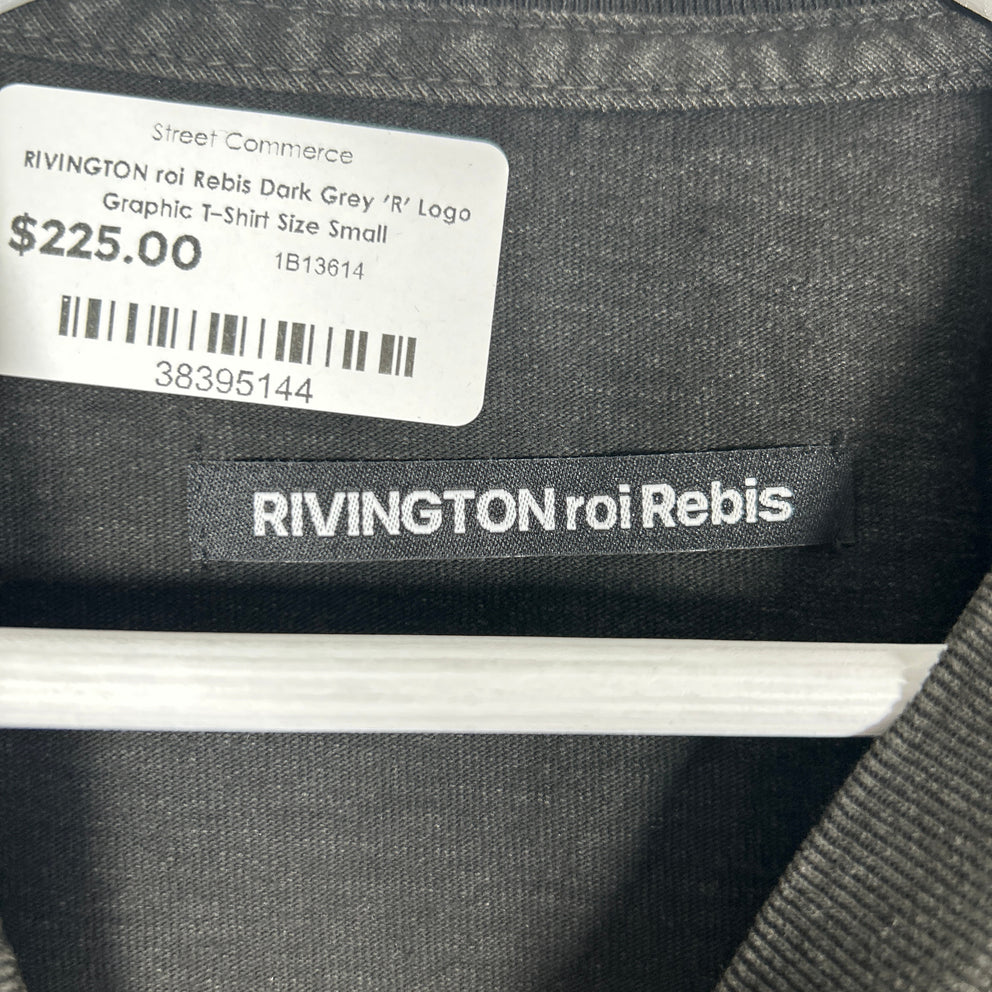 Street Commerce
RIVINGTON roi Rebis Dark Grey 'R' Logo
Graphic T-Shirt Size Small
$225.00 1B13614
38395144
RIVINGTON roi Rebis